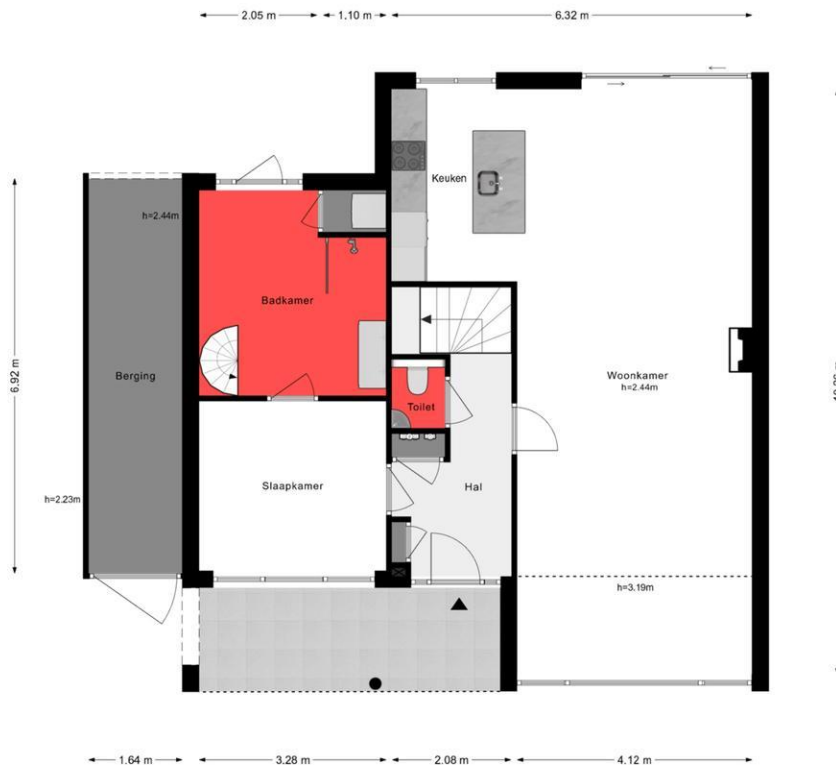 2.05 m
1.10 m
6.32 m
Keuken
h=2.44m
6.92 m
Badkamer
Berging
Woonkamer
h=2.44m
Toilet
Slaapkamer
Hal
h=2.23m
h=3.19m
1.64 m
3.28 m
2.08 m
4.12 m